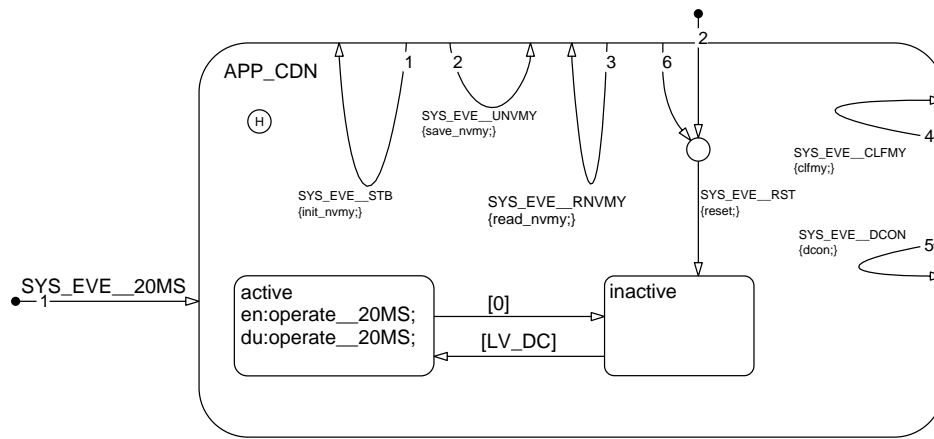 2
APP_CDN
1
2
3
6
H
SYS_EVE__UNVMY
{save_nvmy;}
4
SYS_EVE__CLFMY
{clfmy;}
SYS_EVE__STB
{init_nvmy;}
SYS_EVE__RNVMY
{read_nvmy;}
SYS_EVE__RST
{reset;}
SYS_EVE__DCON
{dcon;}
5
SYS_EVE__20MS
1
active
en:operate__20MS;
du:operate__20MS;
[0]
[LV_DC]
inactive